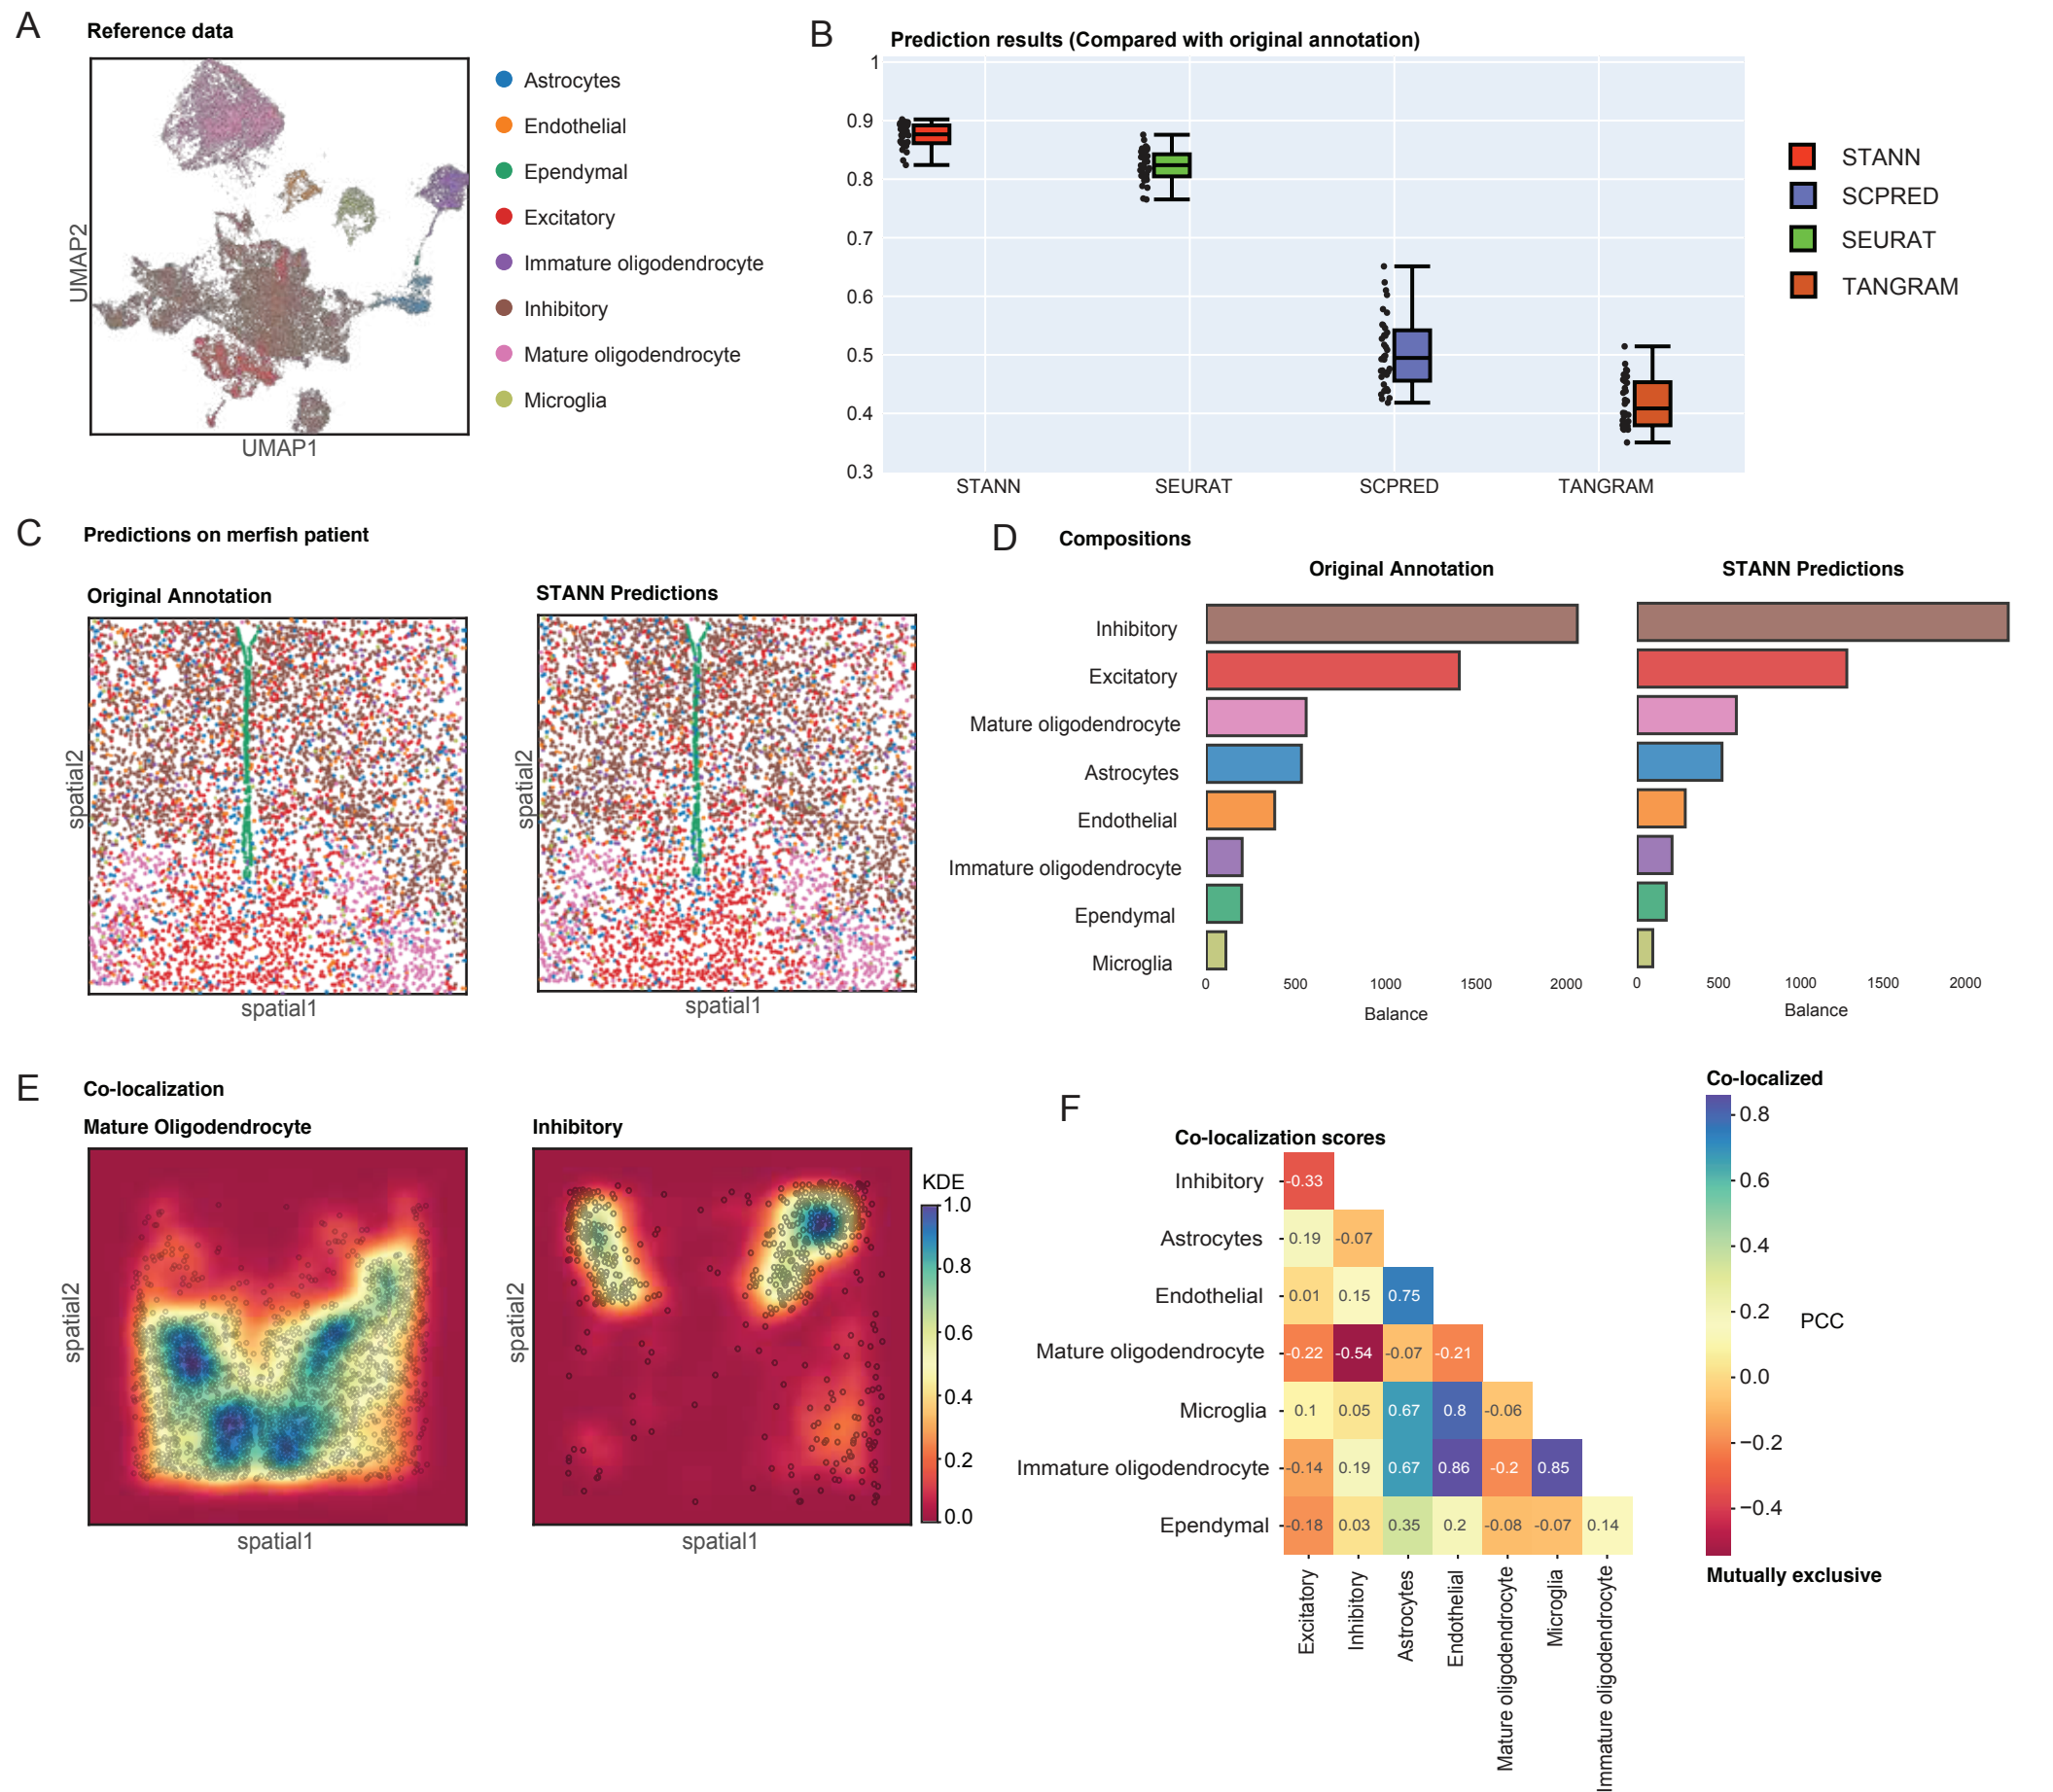 A
Reference data
UMAP2
UMAP1
Astrocytes
Endothelial
Ependymal
Excitatory
Immature oligodendrocyte
Inhibitory
Mature oligodendrocyte
Microglia
B
Prediction results (Compared with original annotation)
1
0.9
0.8
0.7
0.6
0.5
0.4
0.3
STANN SEURAT SCPRED TANGRAM
STANN
SCPRED
SEURAT
TANGRAM
C
Predictions on merfish patient
Original Annotation
spatial2
spatial1
STANN Predictions
spatial2
spatial1
D
Compositions
Original Annotation
STANN Predictions
Inhibitory
Excitatory
Mature oligodendrocyte
Astrocytes
Endothelial
Immature oligodendrocyte
Ependymal
Microglia
0 500 1000 1500 2000
Balance
0 500 1000 1500 2000
Balance
E
Co-localization
Mature Oligodendrocyte
spatial2
spatial1
Inhibitory
spatial2
spatial1
KDE
1.0
0.8
0.6
0.4
0.2
0.0
F
Co-localization scores
Inhibitory -0.33
Astrocytes 0.19 -0.07
Endothelial 0.01 0.15 0.75
Mature oligodendrocyte -0.22 -0.54 -0.07 -0.21
Microglia 0.1 0.05 0.67 0.8 -0.06
Immature oligodendrocyte -0.14 0.19 0.67 0.86 -0.2 0.85
Ependymal -0.18 0.03 0.35 0.2 -0.08 -0.07 0.14
Excitatory
Inhibitory
Astrocytes
Endothelial
Mature oligodendrocyte
Microglia
Immature oligodendrocyte
Co-localized
0.8
0.6
0.4
0.2
0.0
−0.2
−0.4
PCC
Mutually exclusive